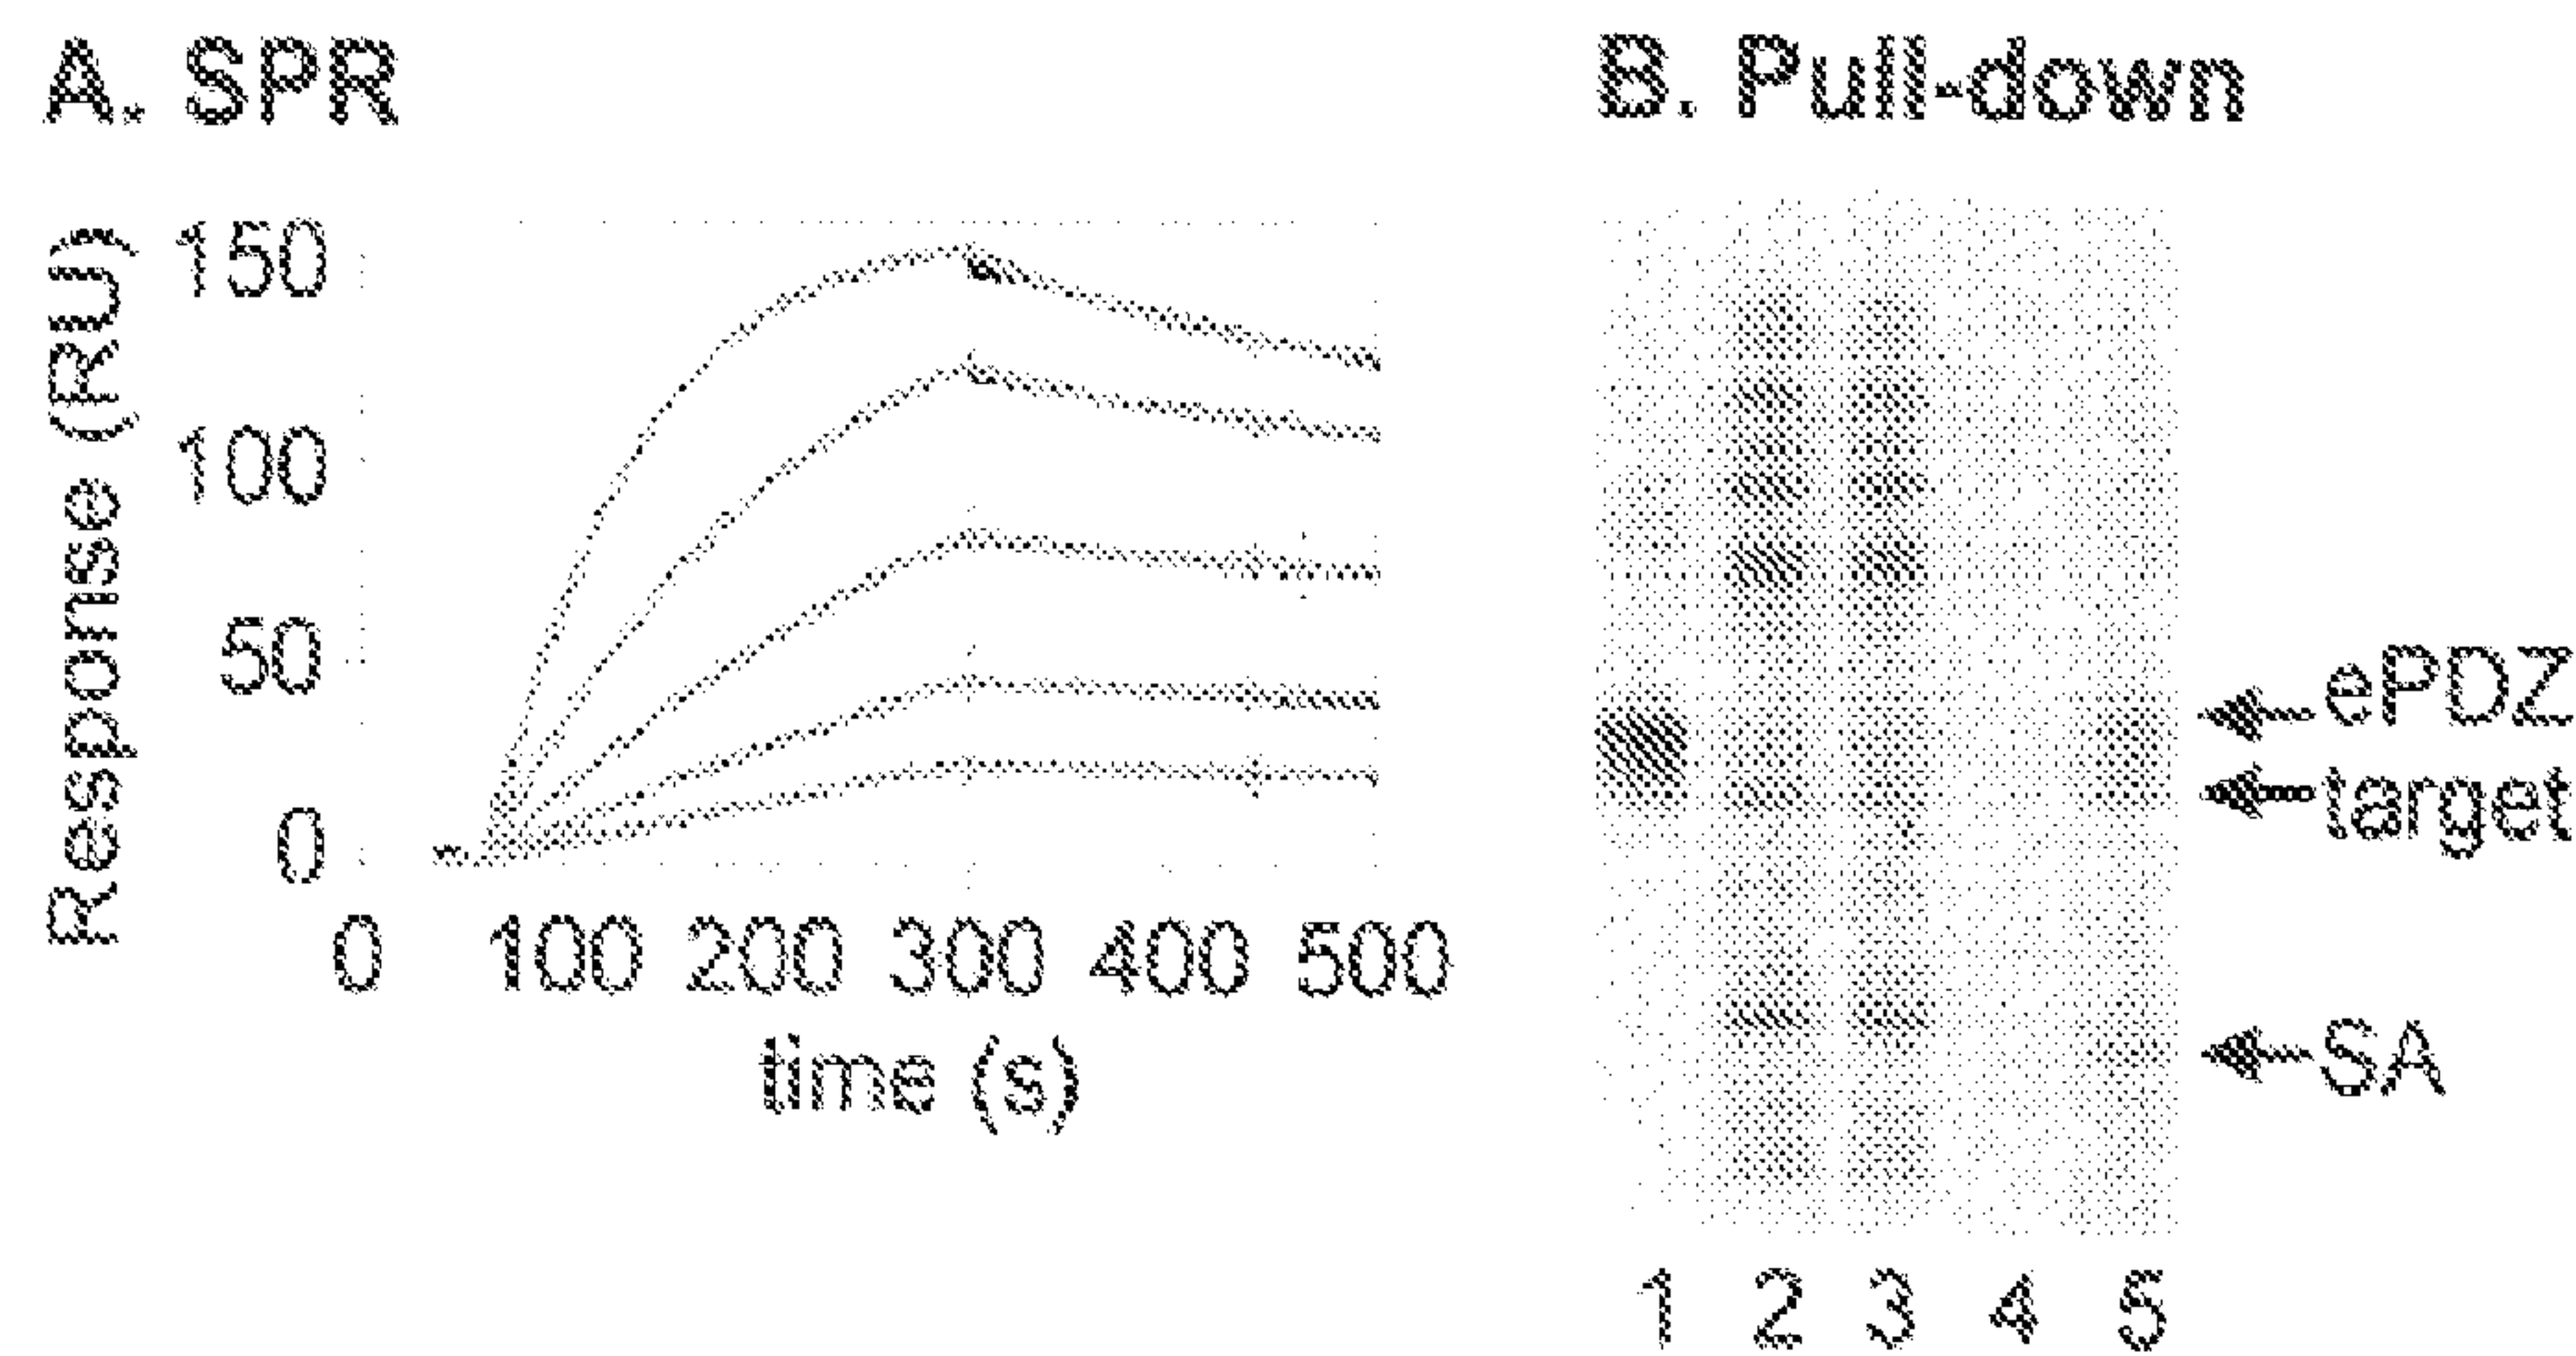 A. SPR
Response (RU)
150
100
50
0
0 100 200 300 400 500
time (s)
B. Pull-down
ePDZ
target
SA
1 2 3 4 5